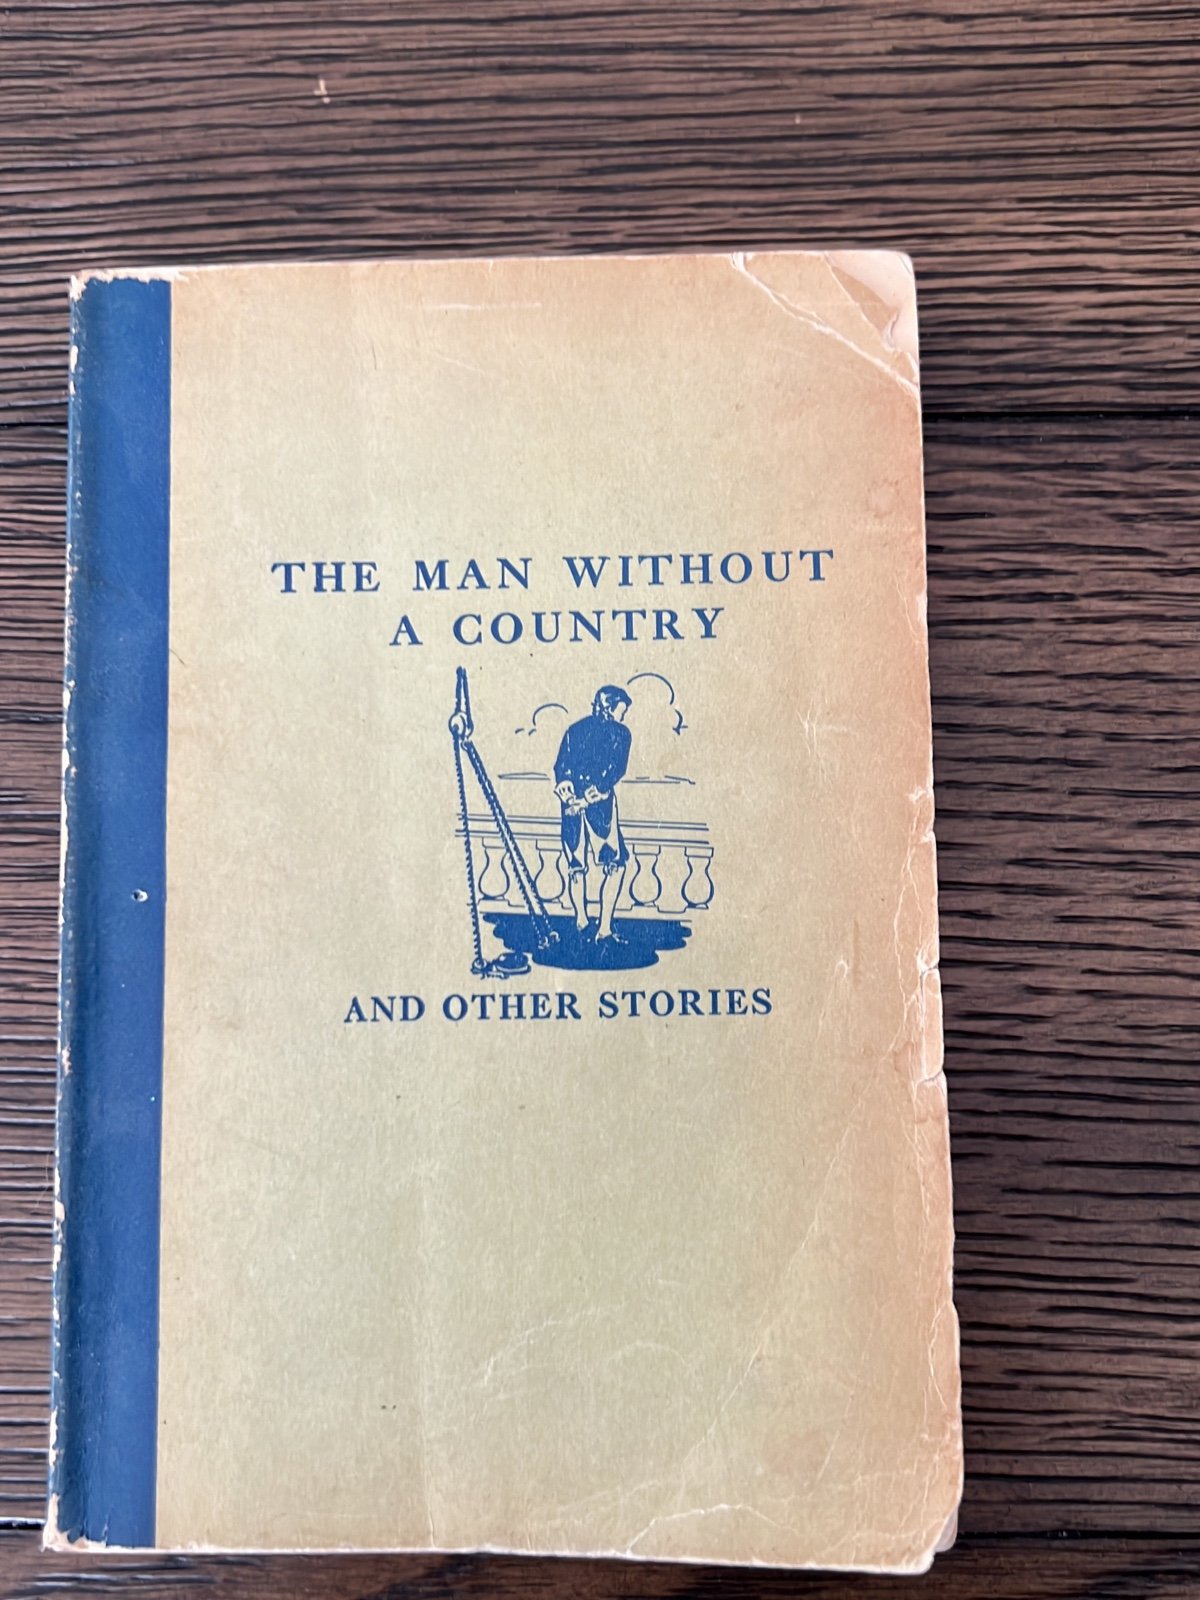 THE MAN WITHOUT
A COUNTRY
AND OTHER STORIES